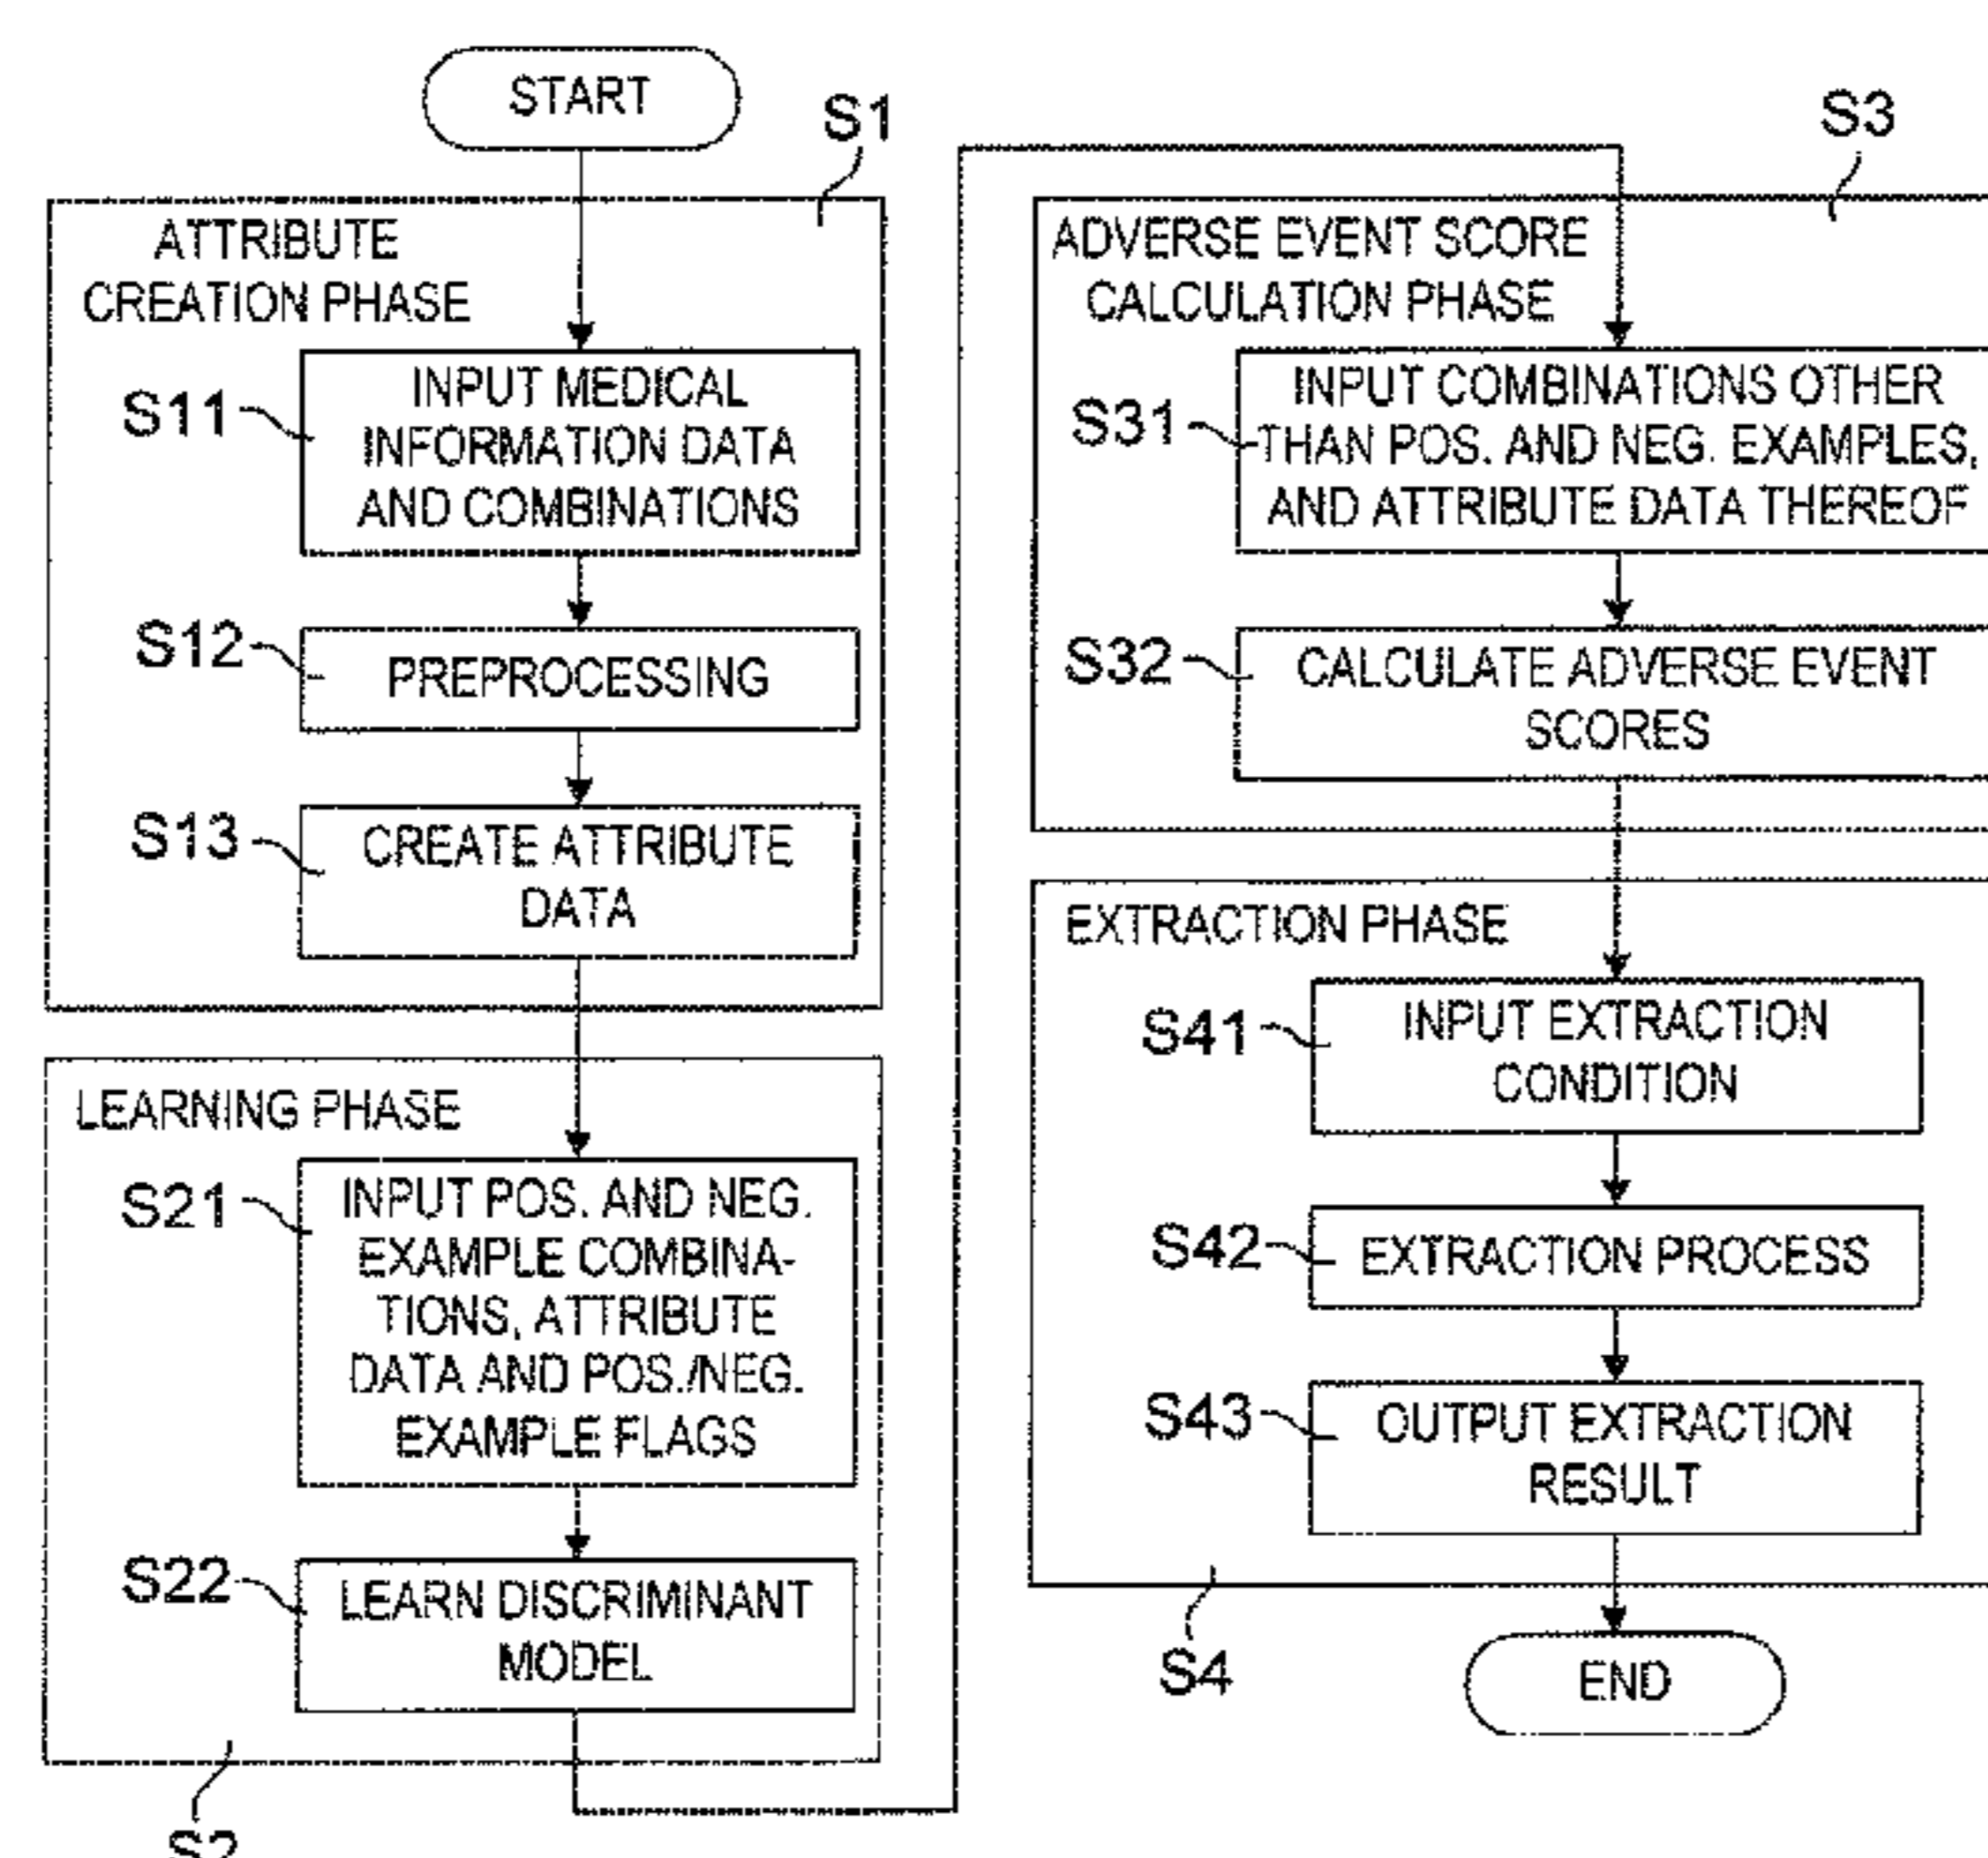 START
S1
ATTRIBUTE
CREATION PHASE
S11
INPUT MEDICAL
INFORMATION DATA
AND COMBINATIONS
S12
PREPROCESSING
S13
CREATE ATTRIBUTE
DATA
LEARNING PHASE
S21
INPUT POS. AND NEG.
EXAMPLE COMBINA-
TIONS, ATTRIBUTE
DATA AND POS./NEG.
EXAMPLE FLAGS
S22
LEARN DISCRIMINANT
MODEL
S2
S3
ADVERSE EVENT SCORE
CALCULATION PHASE
S31
INPUT COMBINATIONS OTHER
THAN POS. AND NEG. EXAMPLES,
AND ATTRIBUTE DATA THEREOF
S32
CALCULATE ADVERSE EVENT
SCORES
EXTRACTION PHASE
S41
INPUT EXTRACTION
CONDITION
S42
EXTRACTION PROCESS
S43
OUTPUT EXTRACTION
RESULT
S4
END